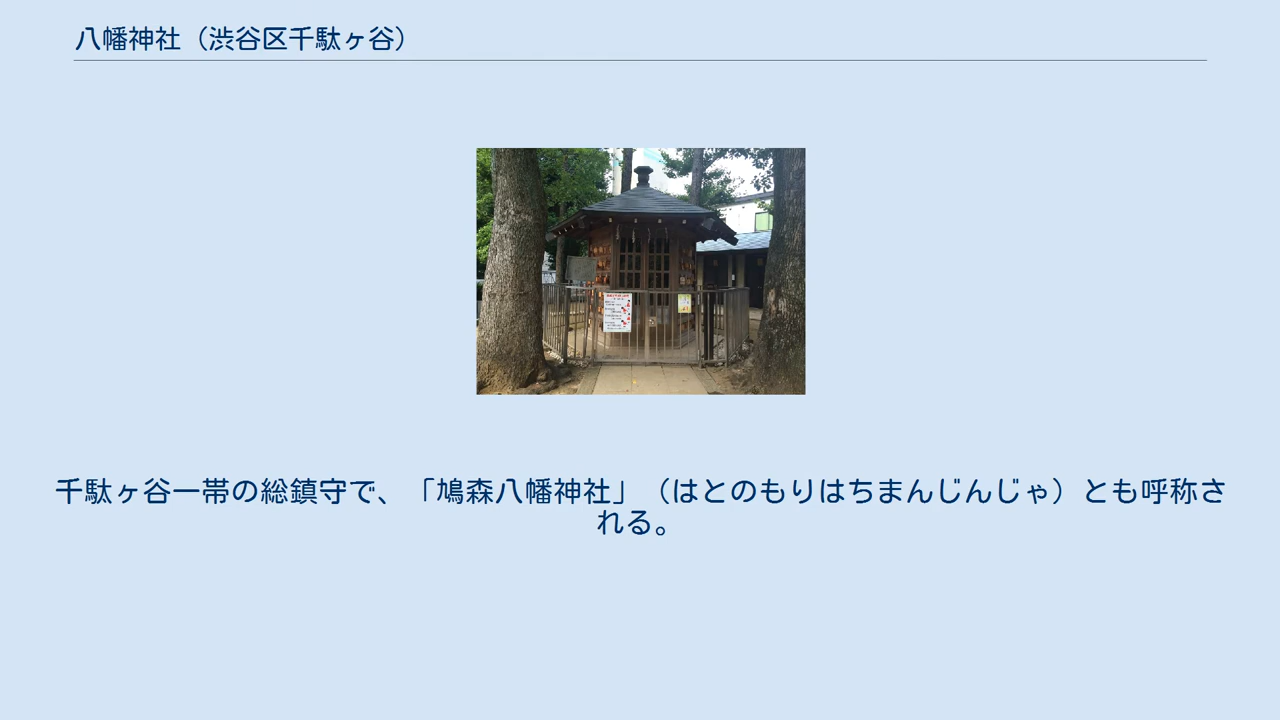 八幡神社（渋谷区千駄ヶ谷）
千駄ヶ谷一帯の総鎮守で、「鳩森八幡神社」（はとのもりはちまんじんじゃ）とも呼称さ
れる。